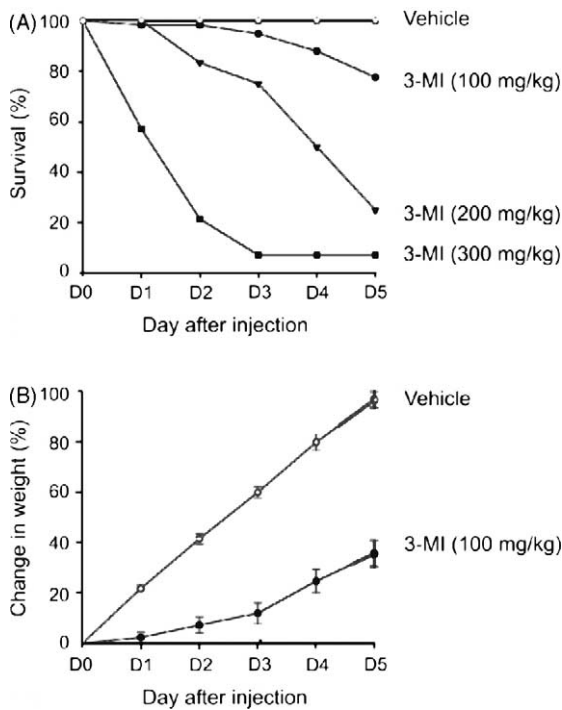 (A)
Survival (%)
100
80
60
40
20
0
D0 D1 D2 D3 D4 D5
Day after injection
Vehicle
3-MI (100 mg/kg)
3-MI (200 mg/kg)
3-MI (300 mg/kg)
(B)
Change in weight (%)
100
80
60
40
20
0
D0 D1 D2 D3 D4 D5
Day after injection
Vehicle
3-MI (100 mg/kg)